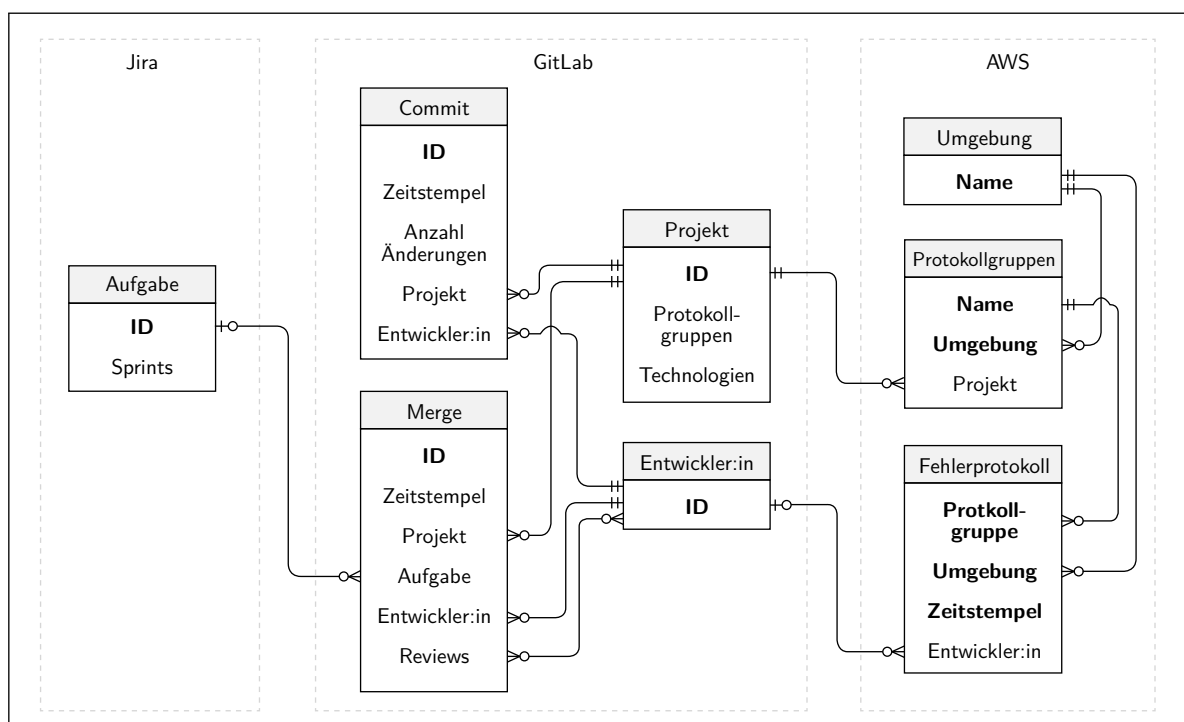 Jira
Aufgabe
ID
Sprints
GitLab
Commit
ID
Zeitstempel
Anzahl
Änderungen
Projekt
Entwickler:in
Merge
ID
Zeitstempel
Projekt
Aufgabe
Entwickler:in
Reviews
Projekt
ID
Protokoll-
gruppen
Technologien
Entwickler:in
ID
AWS
Umgebung
Name
Protokollgruppen
Name
Umgebung
Projekt
Fehlerprotokoll
Protkoll-
gruppe
Umgebung
Zeitstempel
Entwickler:in